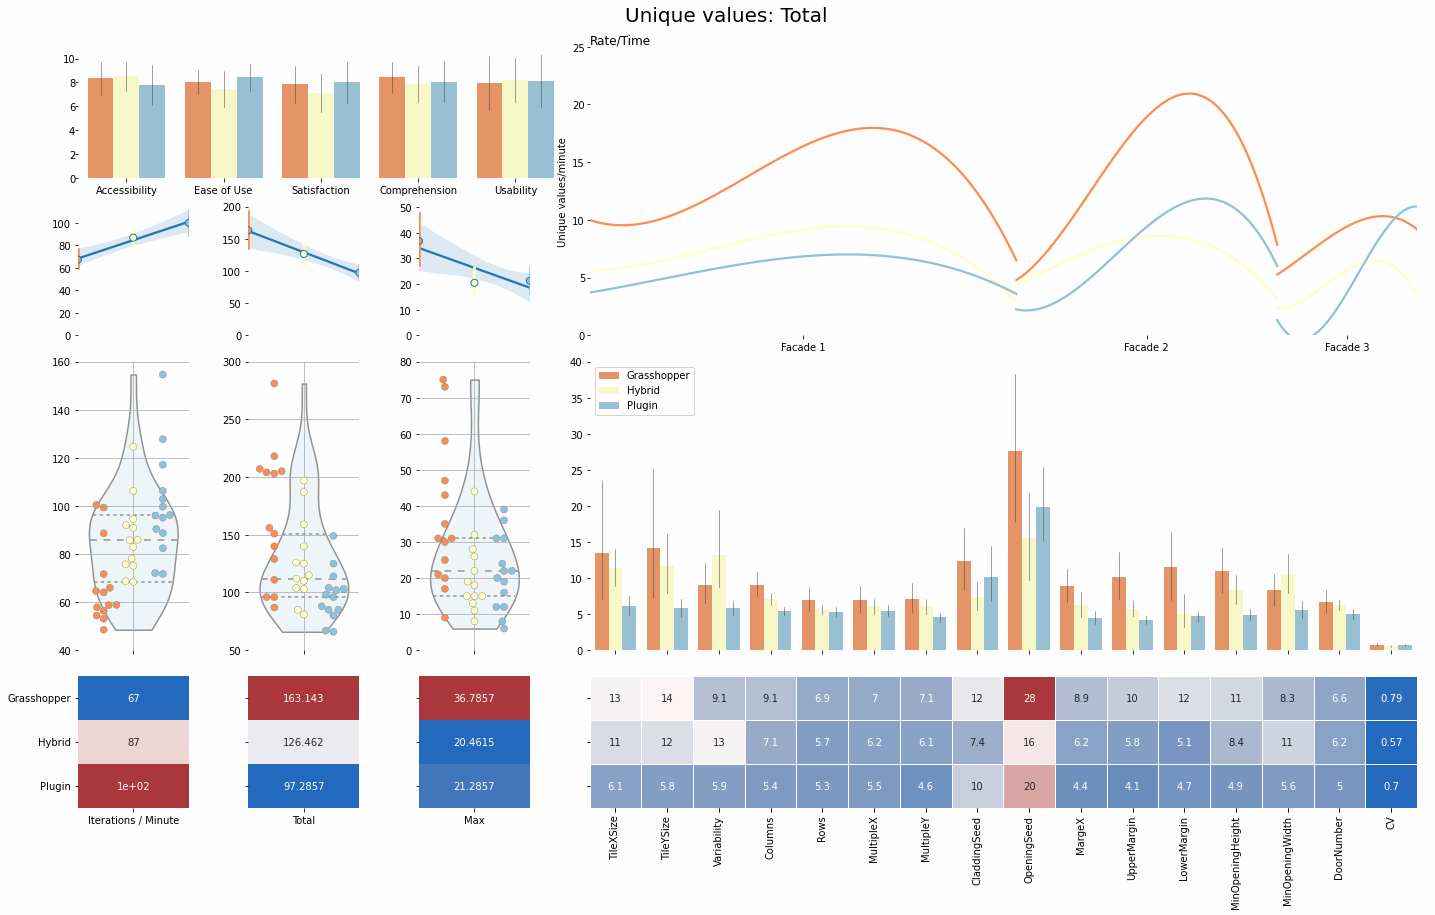 Unique values: Total
10
8
6
4
2
0
Accessibility Ease of Use Satisfaction Comprehension Usability
Rate/Time
Unique values/minute
25
20
15
10
5
0
Facade 1 Facade 2 Facade 3
100
80
60
40
20
0
200
150
100
50
0
50
40
30
20
10
0
160
140
120
100
80
60
40
300
250
200
150
100
50
80
70
60
50
40
30
20
10
0
40
35
30
25
20
15
10
5
0
Grasshopper
Hybrid
Plugin
Grasshopper 67 163.143 36.7857 13 14 9.1 9.1 6.9 7 7.1 12 28 8.9 10 12 11 8.3 6.6 0.79
Hybrid 87 126.462 20.4615 11 12 13 7.1 5.7 6.2 6.1 7.4 16 6.2 5.8 5.1 8.4 11 6.2 0.57
Plugin 1e+02 97.2857 21.2857 6.1 5.8 5.9 5.4 5.3 5.5 4.6 10 20 4.4 4.1 4.7 4.9 5.6 5 0.7
Iterations / Minute Total Max
TileXSize
TileYSize
Variability
Columns
Rows
MultipleX
MultipleY
CladdingSeed
OpeningSeed
MargeX
UpperMargin
LowerMargin
MinOpeningHeight
MinOpeningWidth
DoorNumber
CV